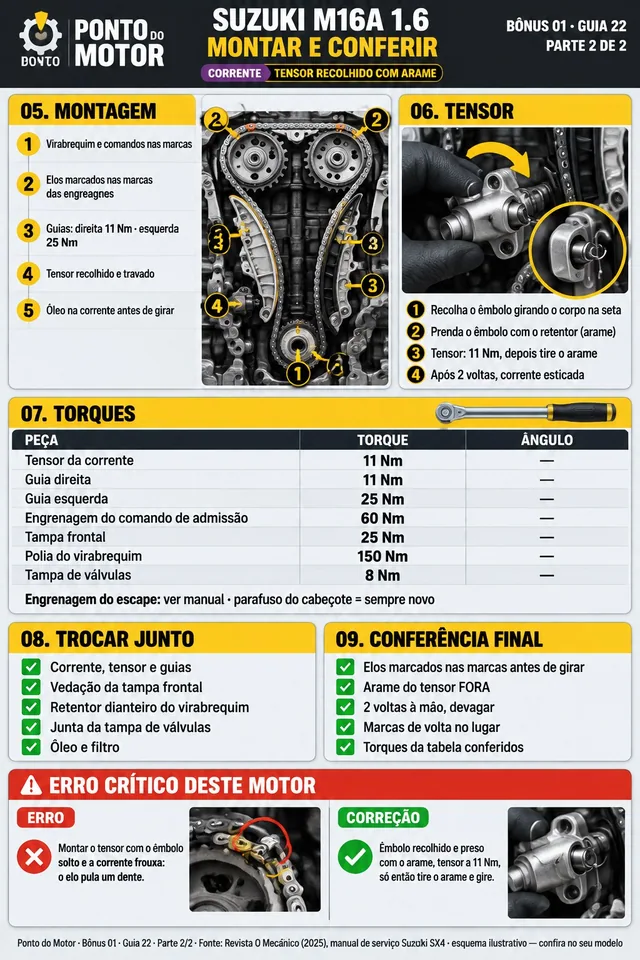 BONTO
PONTO DO
MOTOR
SUZUKI M16A 1.6
MONTAR E CONFERIR
CORRENTE TENSOR RECOLHIDO COM ARAME
BÔNUS 01 · GUIA 22
PARTE 2 DE 2
05. MONTAGEM
1 Virabrequim e comandos nas marcas
2 Elos marcados nas marcas
das engreagnes
3 Guias: direita 11 Nm · esquerda
25 Nm
4 Tensor recolhido e travado
5 Óleo na corrente antes de girar
2 2
3 3
3
4
1
06. TENSOR
1 Recolha o êmbolo girando o corpo na seta
2 Prenda o êmbolo com o retentor (arame)
3 Tensor: 11 Nm, depois tire o arame
4 Após 2 voltas, corrente esticada
07. TORQUES
PEÇA TORQUE ÂNGULO
Tensor da corrente 11 Nm —
Guia direita 11 Nm —
Guia esquerda 25 Nm —
Engrenagem do comando de admissão 60 Nm —
Tampa frontal 25 Nm —
Polia do virabrequim 150 Nm —
Tampa de válvulas 8 Nm —
Engrenagem do escape: ver manual · parafuso do cabeçote = sempre novo
08. TROCAR JUNTO
Corrente, tensor e guias
Vedação da tampa frontal
Retentor dianteiro do virabrequim
Junta da tampa de válvulas
Óleo e filtro
09. CONFERÊNCIA FINAL
Elos marcados nas marcas antes de girar
Arame do tensor FORA
2 voltas à mão, devagar
Marcas de volta no lugar
Torques da tabela conferidos
ERRO CRÍTICO DESTE MOTOR
ERRO
Montar o tensor com o êmbolo
solto e a corrente frouxa:
o elo pula um dente.
CORREÇÃO
Êmbolo recolhido e preso
com o arame, tensor a 11 Nm,
só então tire o arame e gire.
Ponto do Motor · Bônus 01 · Guia 22 · Parte 2/2 · Fonte: Revista O Mecânico (2025), manual de serviço Suzuki SX4 · esquema ilustrativo — confira no seu modelo